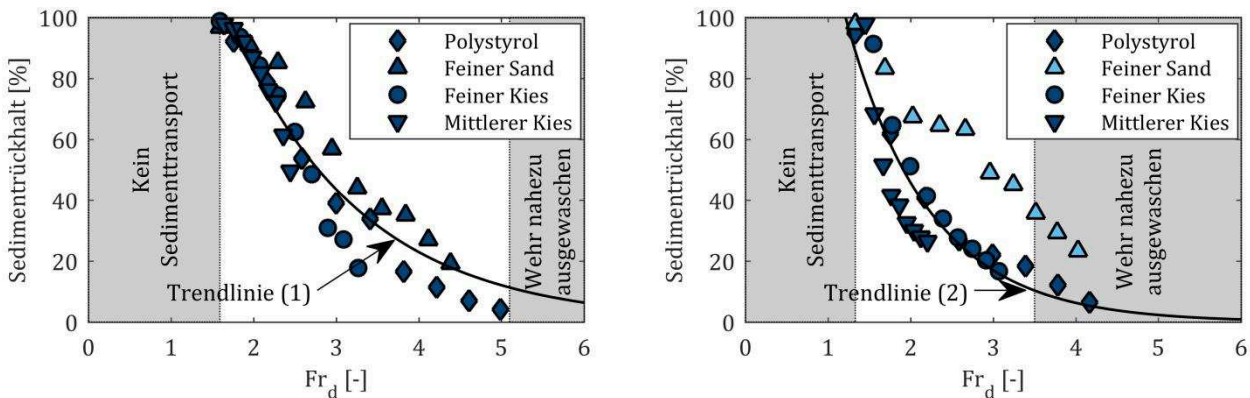 Sedimentrückhalt [%]
100
80
60
40
20
0
Kein
Sedimenttransport
Polystyrol
Feiner Sand
Feiner Kies
Mittlerer Kies
Wehr nahezu
ausgewaschen
Trendlinie (1)
0 1 2 3 4 5 6
Fr_d [-]
Sedimentrückhalt [%]
100
80
60
40
20
0
Kein
Sedimenttransport
Polystyrol
Feiner Sand
Feiner Kies
Mittlerer Kies
Wehr nahezu
ausgewaschen
Trendlinie (2)
0 1 2 3 4 5 6
Fr_d [-]